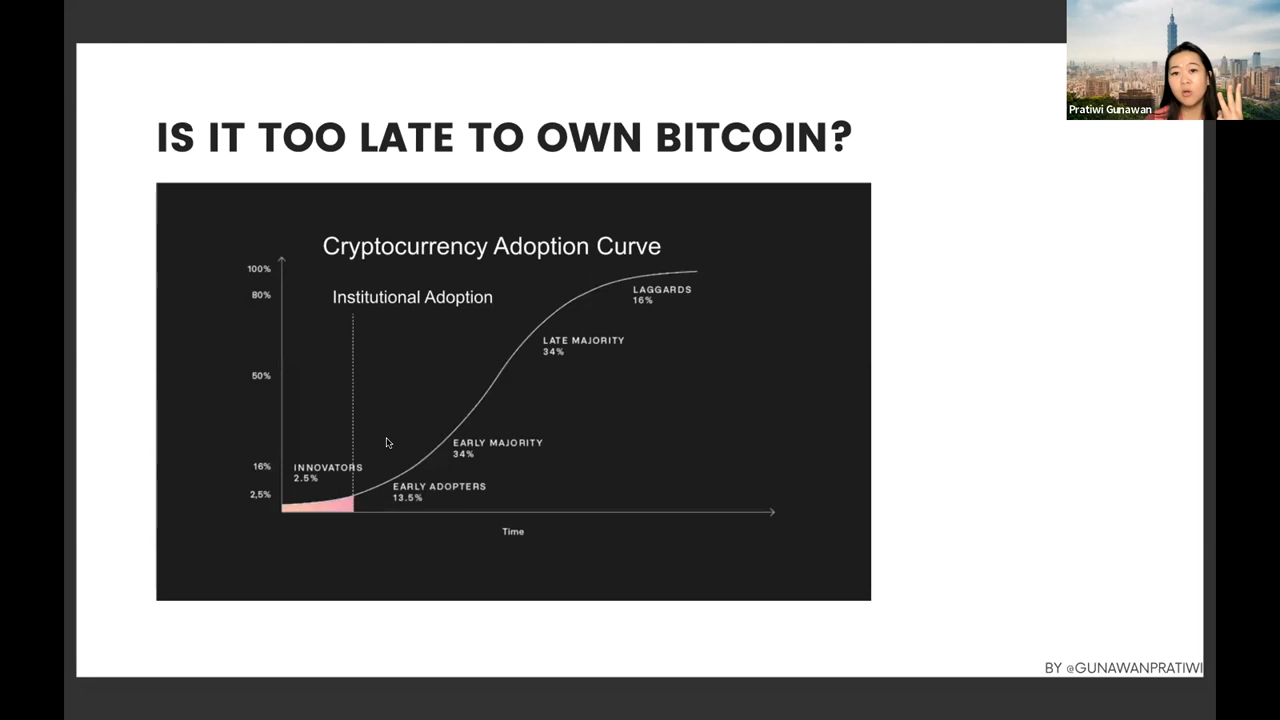 Pratiwi Gunawan
IS IT TOO LATE TO OWN BITCOIN?
Cryptocurrency Adoption Curve
100%
Institutional Adoption
80%
LAGGARDS
16%
LATE MAJORITY
34%
50%
EARLY MAJORITY
34%
16%
INNOVATORS
2.5%
EARLY ADOPTERS
13.5%
2,5%
Time
BY @GUNAWANPRATIWI